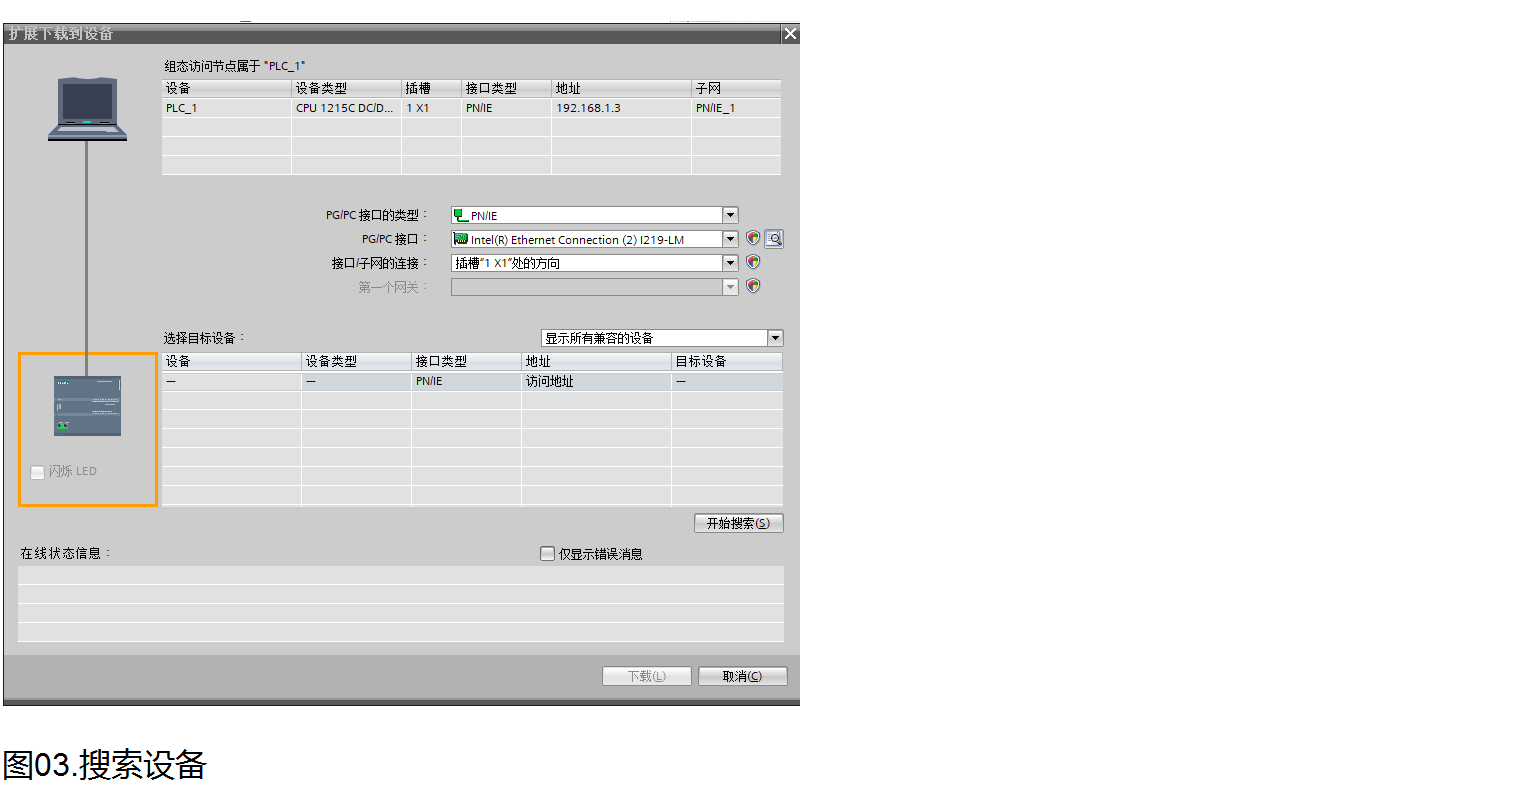 扩展下载到设备
组态访问节点属于 "PLC_1"
设备 设备类型 插槽 接口类型 地址 子网
PLC_1 CPU 1215C DC/D... 1 X1 PN/IE 192.168.1.3 PN/IE_1
PG/PC 接口的类型: PN/IE
PG/PC 接口: Intel(R) Ethernet Connection (2) I219-LM
接口/子网的连接: 插槽"1 X1"处的方向
第一个网关:
选择目标设备: 显示所有兼容的设备
设备 设备类型 接口类型 地址 目标设备
-- -- PN/IE 访问地址 --
闪烁 LED
开始搜索(S)
在线状态信息: 仅显示错误消息
下载(L) 取消(C)
图03.搜索设备